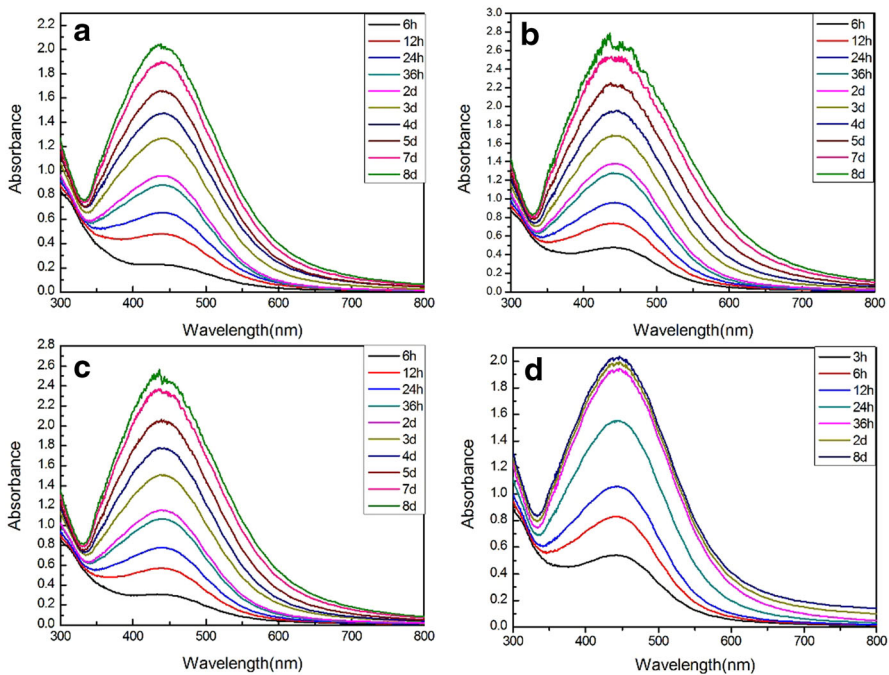 a
2.2
2.0
1.8
1.6
1.4
1.2
1.0
0.8
0.6
0.4
0.2
0.0
Absorbance
300 400 500 600 700 800
Wavelength(nm)
6h
12h
24h
36h
2d
3d
4d
5d
7d
8d
b
3.0
2.8
2.6
2.4
2.2
2.0
1.8
1.6
1.4
1.2
1.0
0.8
0.6
0.4
0.2
0.0
Absorbance
300 400 500 600 700 800
Wavelength(nm)
6h
12h
24h
36h
2d
3d
4d
5d
7d
8d
c
2.8
2.6
2.4
2.2
2.0
1.8
1.6
1.4
1.2
1.0
0.8
0.6
0.4
0.2
0.0
Absorbance
300 400 500 600 700 800
Wavelength(nm)
6h
12h
24h
36h
2d
3d
4d
5d
7d
8d
d
2.0
1.8
1.6
1.4
1.2
1.0
0.8
0.6
0.4
0.2
0.0
Absorbance
300 400 500 600 700 800
Wavelength(nm)
3h
6h
12h
24h
36h
2d
8d